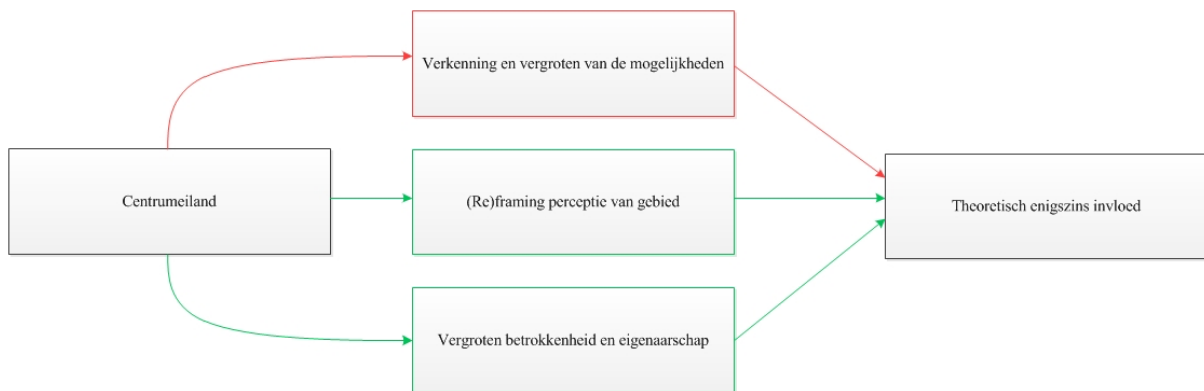 Verkenning en vergroten van de mogelijkheden
Centrumeiland
(Re)framing perceptie van gebied
Theoretisch enigszins invloed
Vergroten betrokkenheid en eigenaarschap